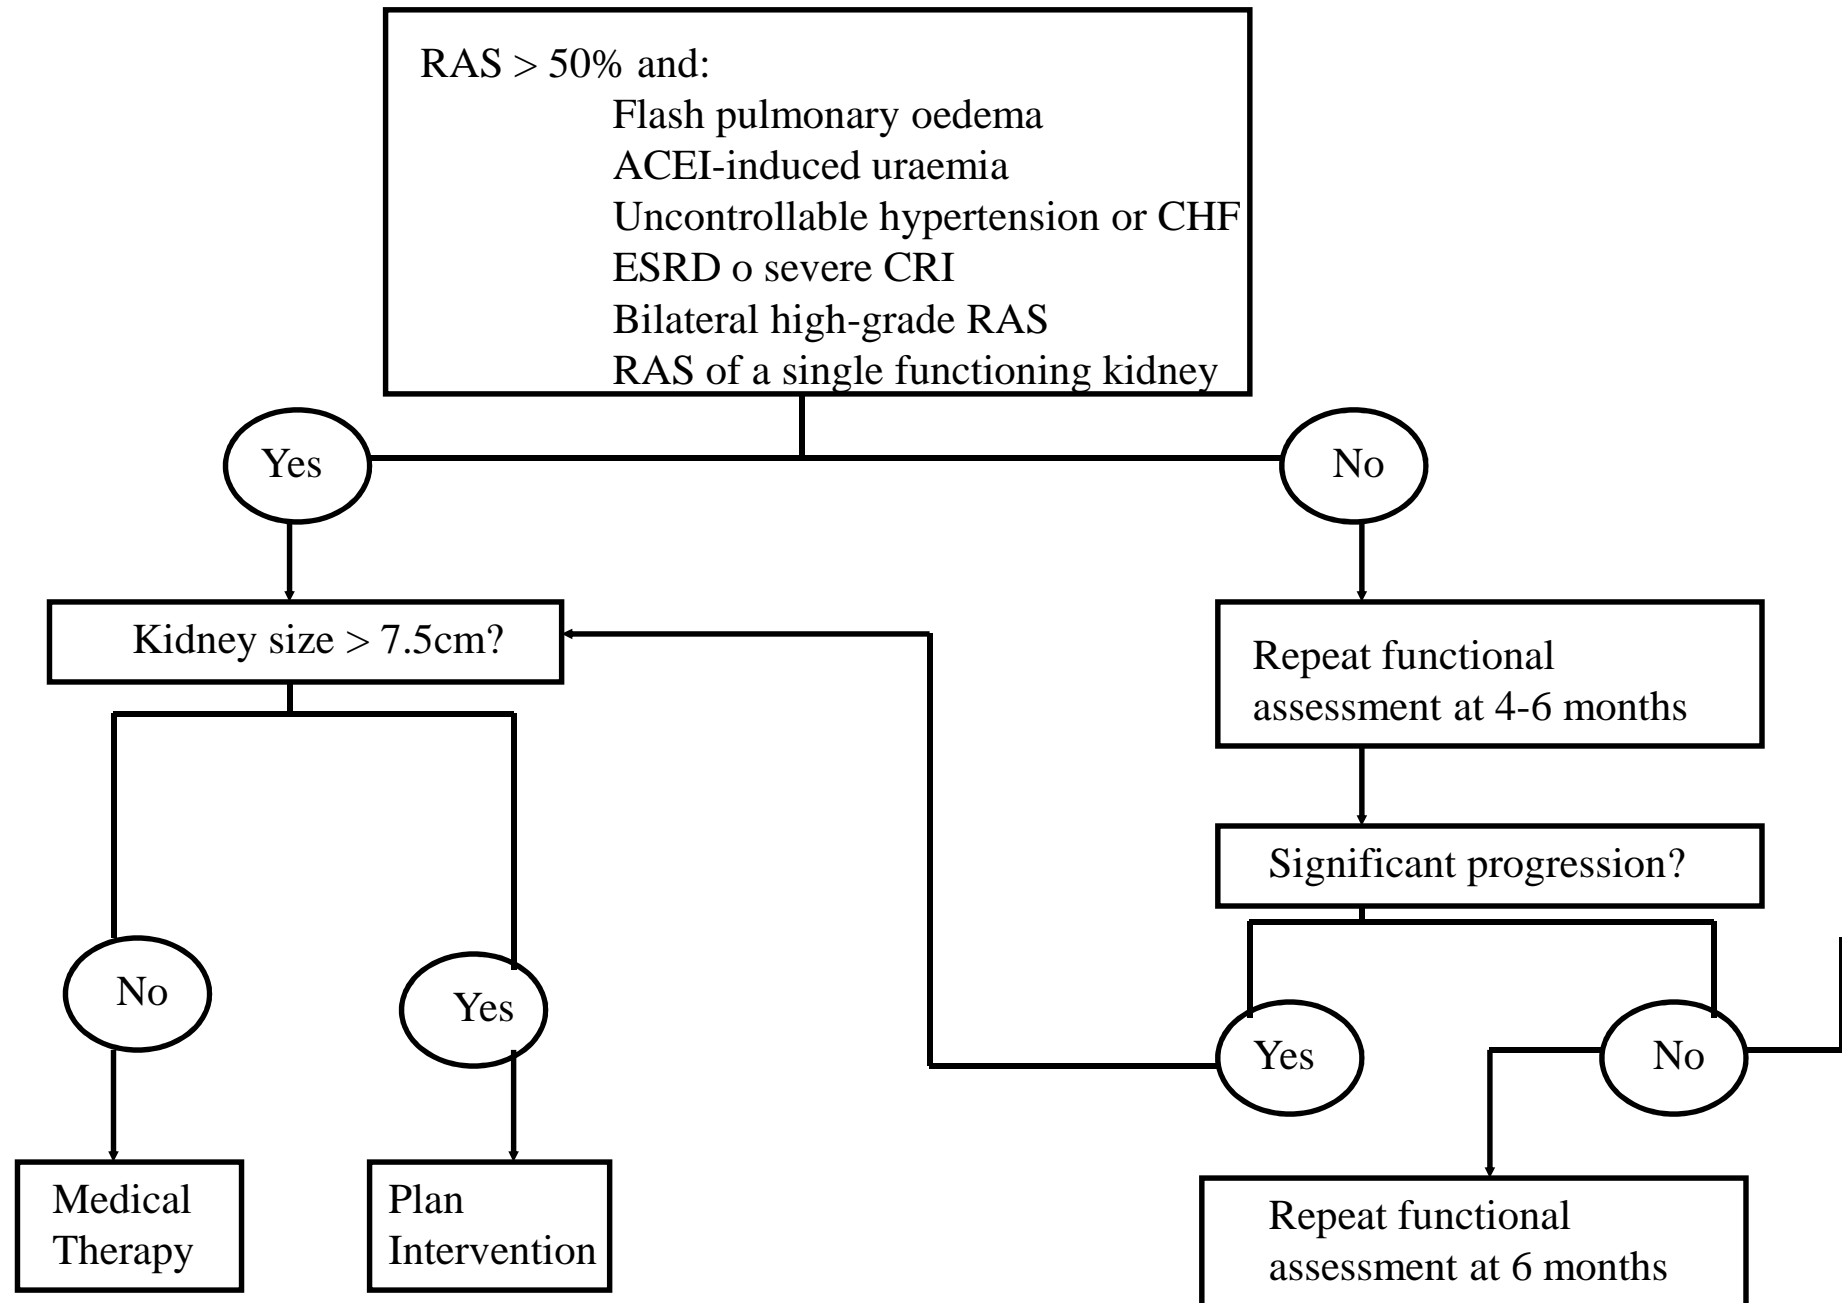 RAS > 50% and:
Flash pulmonary oedema
ACEI-induced uraemia
Uncontrollable hypertension or CHF
ESRD o severe CRI
Bilateral high-grade RAS
RAS of a single functioning kidney
Yes
No
Kidney size > 7.5cm?
Repeat functional
assessment at 4-6 months
Significant progression?
No
Yes
Yes
No
Medical
Therapy
Plan
Intervention
Repeat functional
assessment at 6 months